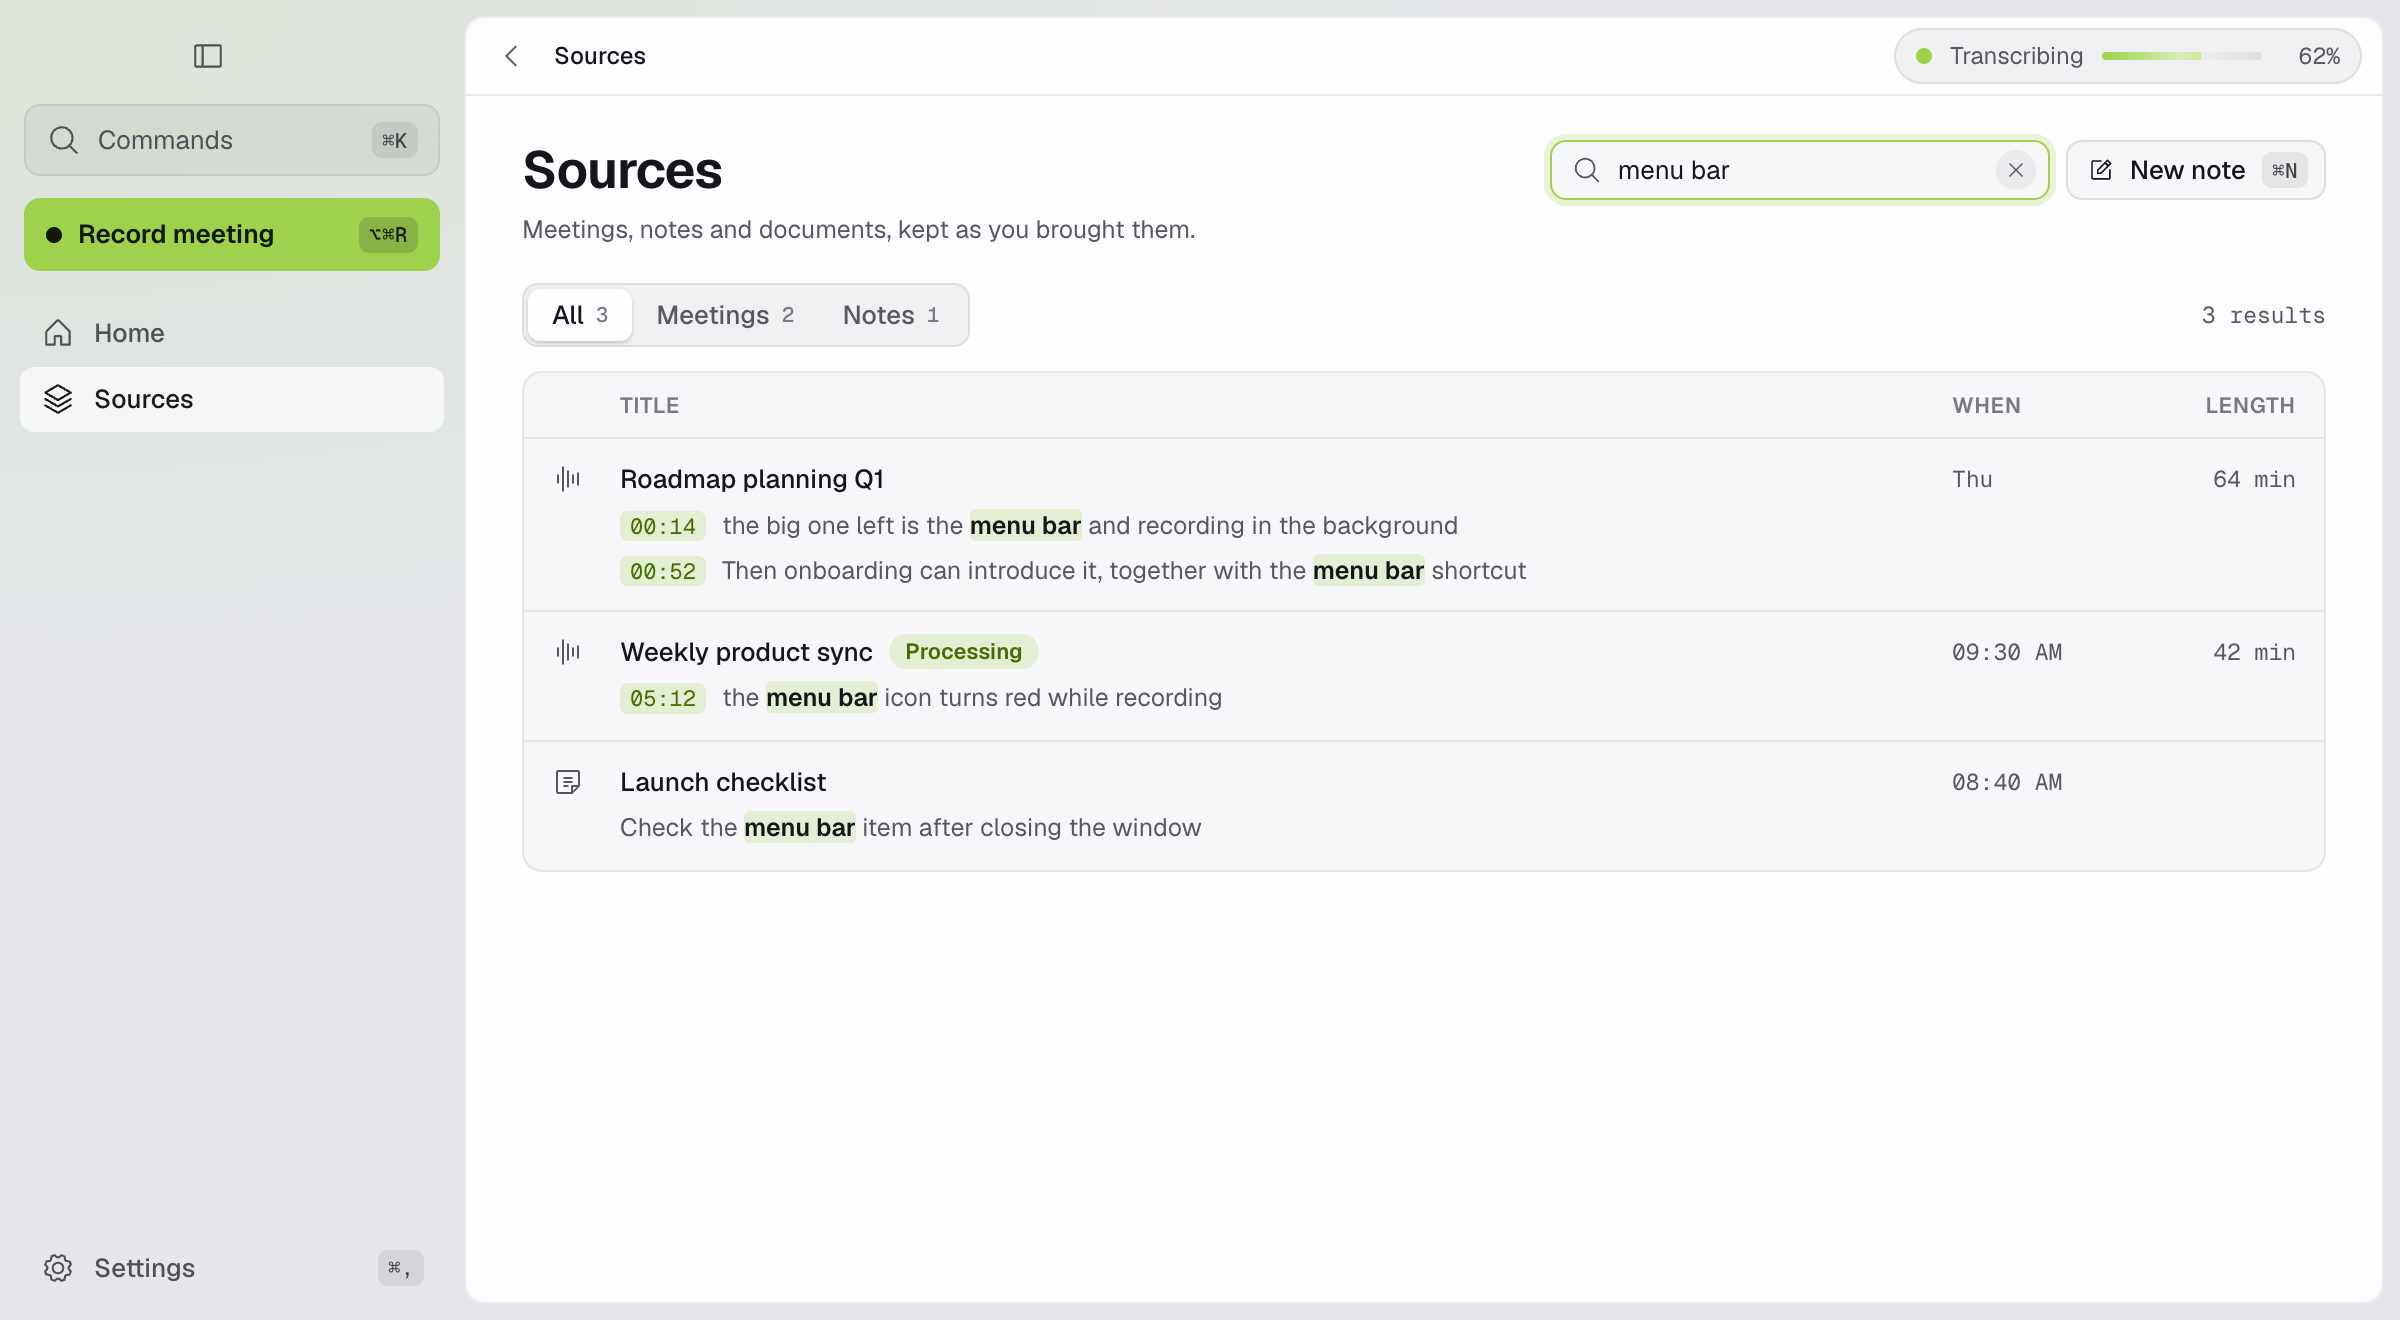 Commands ⌘K
Record meeting ⌥⌘R
Home
Sources
Settings ⌘,
Sources
Transcribing 62%
Sources
menu bar
New note ⌘N
Meetings, notes and documents, kept as you brought them.
All 3 Meetings 2 Notes 1
3 results
TITLE WHEN LENGTH
Roadmap planning Q1 Thu 64 min
00:14 the big one left is the menu bar and recording in the background
00:52 Then onboarding can introduce it, together with the menu bar shortcut
Weekly product sync Processing 09:30 AM 42 min
05:12 the menu bar icon turns red while recording
Launch checklist 08:40 AM
Check the menu bar item after closing the window